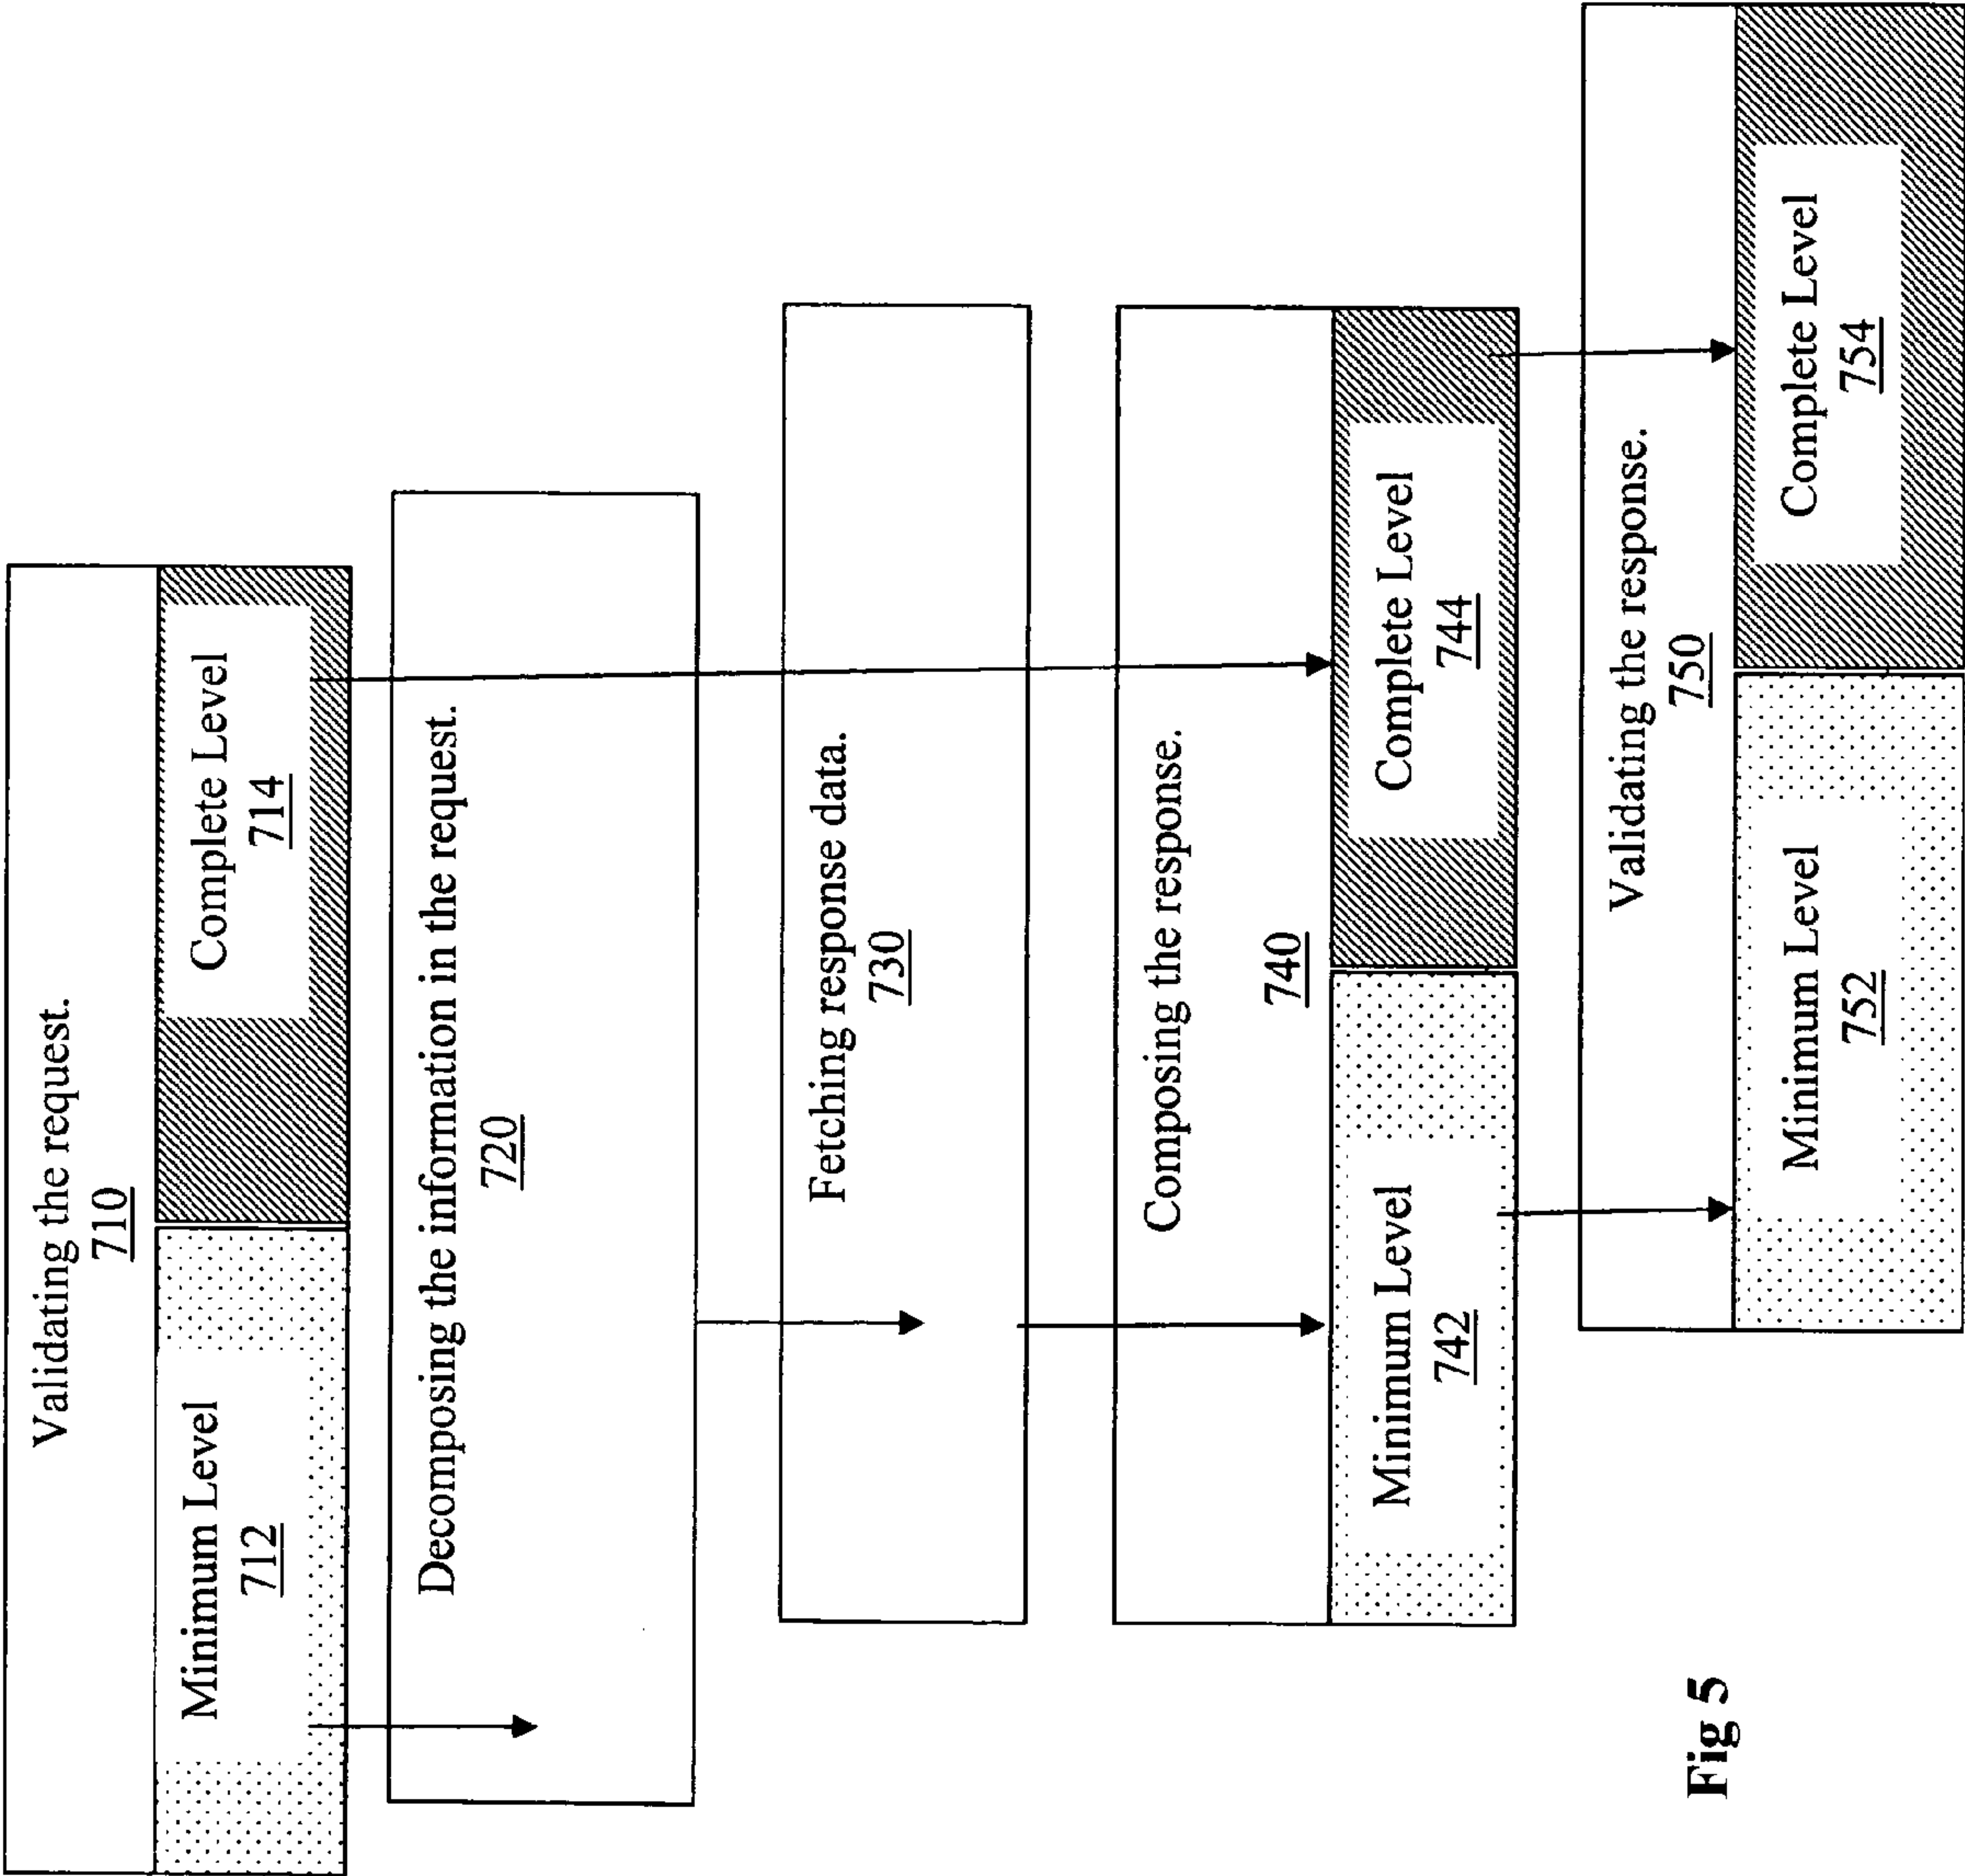 Validating the request.
710
Minimum Level
712
Complete Level
714
Decomposing the information in the request.
720
Fetching response data.
730
Composing the response.
740
Minimum Level
742
Complete Level
744
Validating the response.
750
Minimum Level
752
Complete Level
754
Fig 5